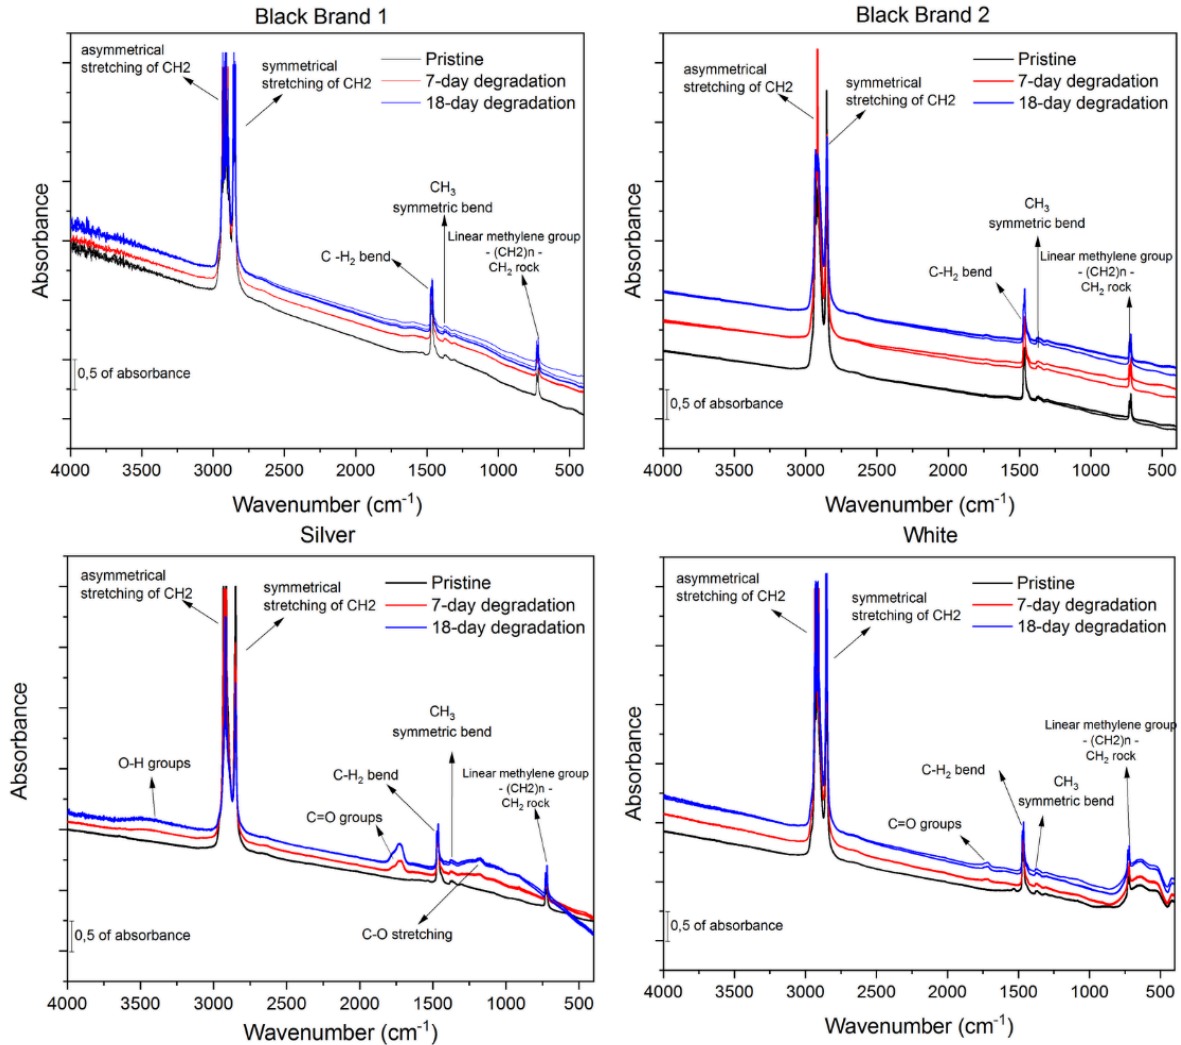 Black Brand 1
asymmetrical
stretching of CH2
symmetrical
stretching of CH2
Pristine
7-day degradation
18-day degradation
CH3
symmetric bend
C -H2 bend
Linear methylene group
- (CH2)n -
CH2 rock
0,5 of absorbance
Absorbance
4000 3500 3000 2500 2000 1500 1000 500
Wavenumber (cm-1)
Black Brand 2
asymmetrical
stretching of CH2
symmetrical
stretching of CH2
Pristine
7-day degradation
18-day degradation
CH3
symmetric bend
C-H2 bend
Linear methylene group
- (CH2)n -
CH2 rock
0,5 of absorbance
Absorbance
4000 3500 3000 2500 2000 1500 1000 500
Wavenumber (cm-1)
Silver
asymmetrical
stretching of CH2
symmetrical
stretching of CH2
Pristine
7-day degradation
18-day degradation
CH3
symmetric bend
O-H groups
C-H2 bend
Linear methylene group
- (CH2)n -
CH2 rock
C=O groups
C-O stretching
0,5 of absorbance
Absorbance
4000 3500 3000 2500 2000 1500 1000 500
Wavenumber (cm-1)
White
asymmetrical
stretching of CH2
symmetrical
stretching of CH2
Pristine
7-day degradation
18-day degradation
Linear methylene group
- (CH2)n -
CH2 rock
C-H2 bend
CH3
symmetric bend
C=O groups
0,5 of absorbance
Absorbance
4000 3500 3000 2500 2000 1500 1000 500
Wavenumber (cm-1)